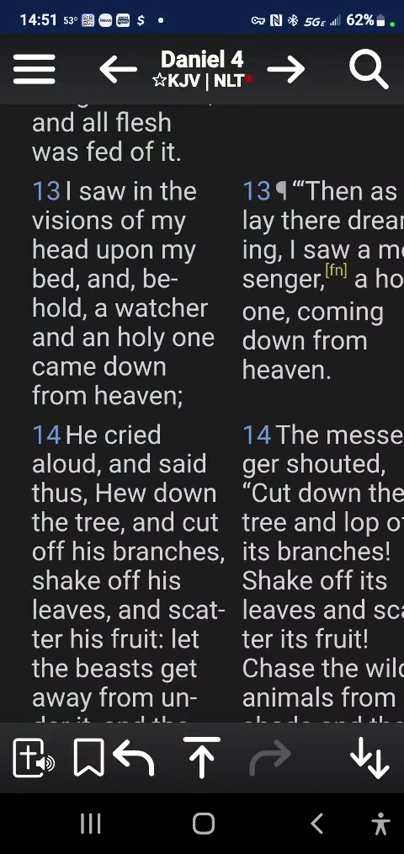 14:51 53° News $ 5GE 62%
Daniel 4
☆KJV | NLT
and all flesh
was fed of it.
13 I saw in the
visions of my
head upon my
bed, and, be-
hold, a watcher
and an holy one
came down
from heaven;
14 He cried
aloud, and said
thus, Hew down
the tree, and cut
off his branches,
shake off his
leaves, and scat-
ter his fruit: let
the beasts get
away from un-
13 ¶ “‘“Then as
lay there drea
ing, I saw a m
senger,[fn] a ho
one, coming
down from
heaven.
14 The messe
ger shouted,
“Cut down the
tree and lop o
its branches!
Shake off its
leaves and sca
ter its fruit!
Chase the wil
animals from